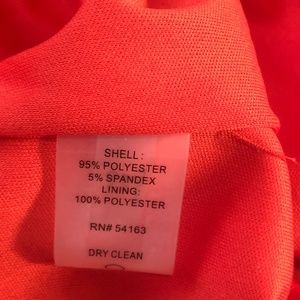 SHELL:
95% POLYESTER
5% SPANDEX
LINING:
100% POLYESTER
RN# 54163
DRY CLEAN